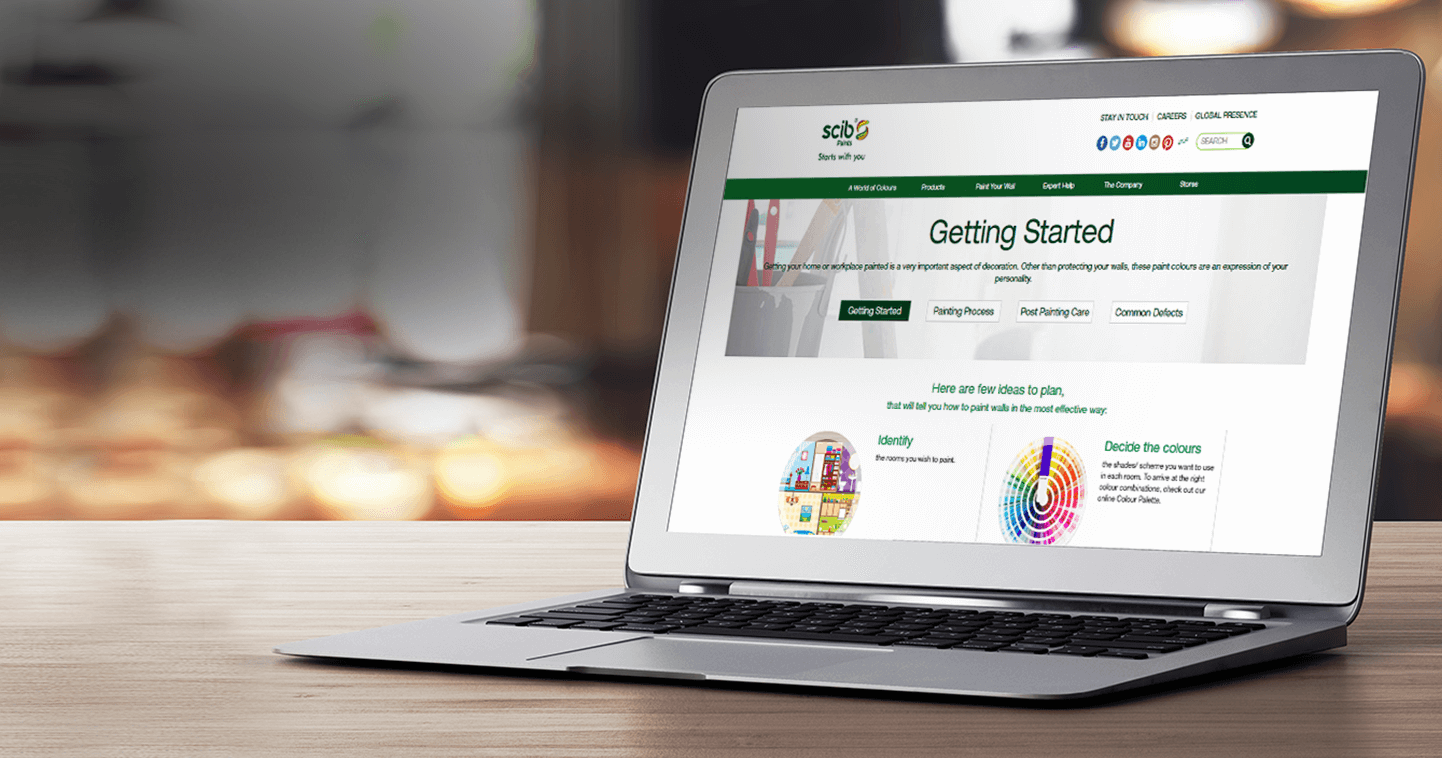 scib
Paints
Starts with you
STAY IN TOUCH CAREERS GLOBAL PRESENCE
SEARCH
A World of Colours Products Paint Your Wall Expert Help The Company Stores
Getting Started
Getting your home or workplace painted is a very important aspect of decoration. Other than protecting your walls, these paint colours are an expression of your
personality.
Getting Started Painting Process Post Painting Care Common Defects
Here are few ideas to plan,
that will tell you how to paint walls in the most effective way:
Identify
the rooms you wish to paint.
Decide the colours
the shades/ scheme you want to use
in each room. To arrive at the right
colour combinations, check out our
online Colour Palette.